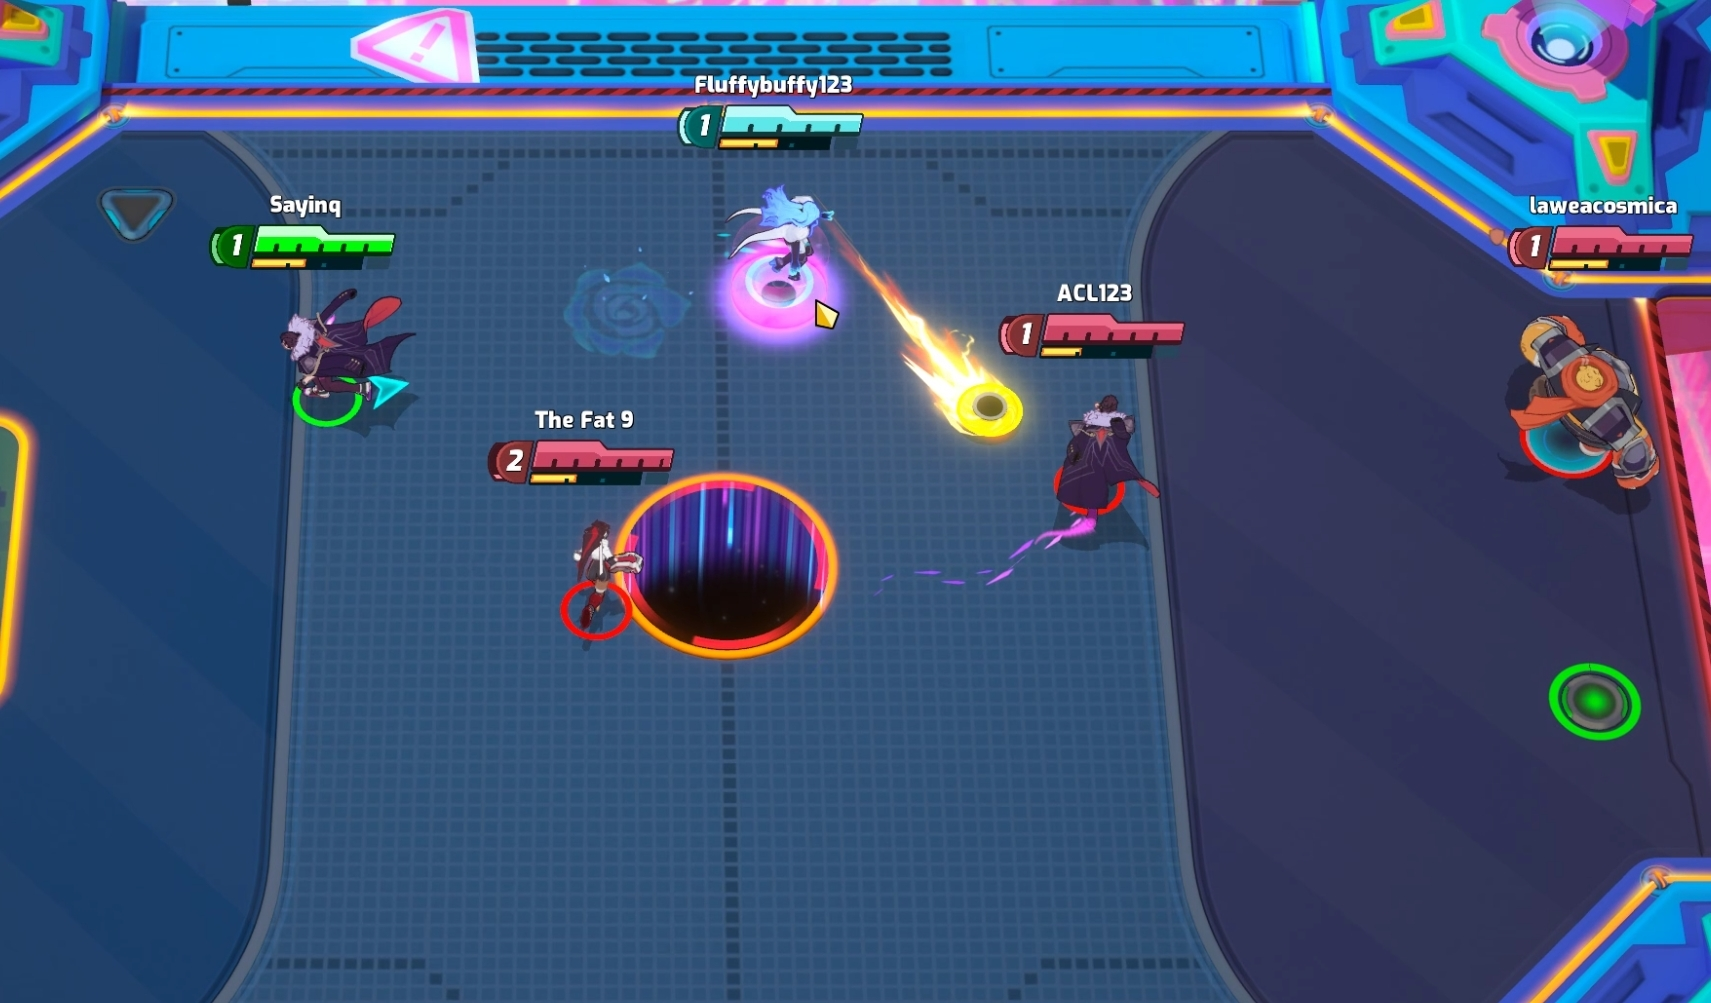 Fluffybuffy123
1
Sayinq
1
laweacosmica
1
ACL123
1
The Fat 9
2